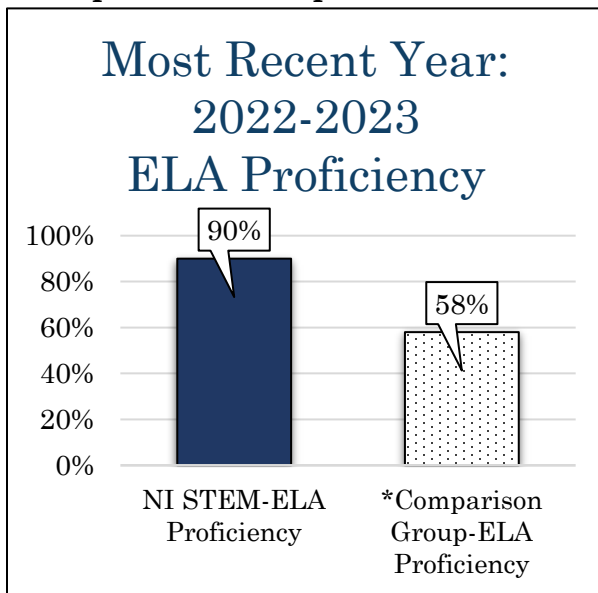 Most Recent Year:
2022-2023
ELA Proficiency
100%
90%
80%
58%
60%
40%
20%
0%
NI STEM-ELA
Proficiency
*Comparison
Group-ELA
Proficiency